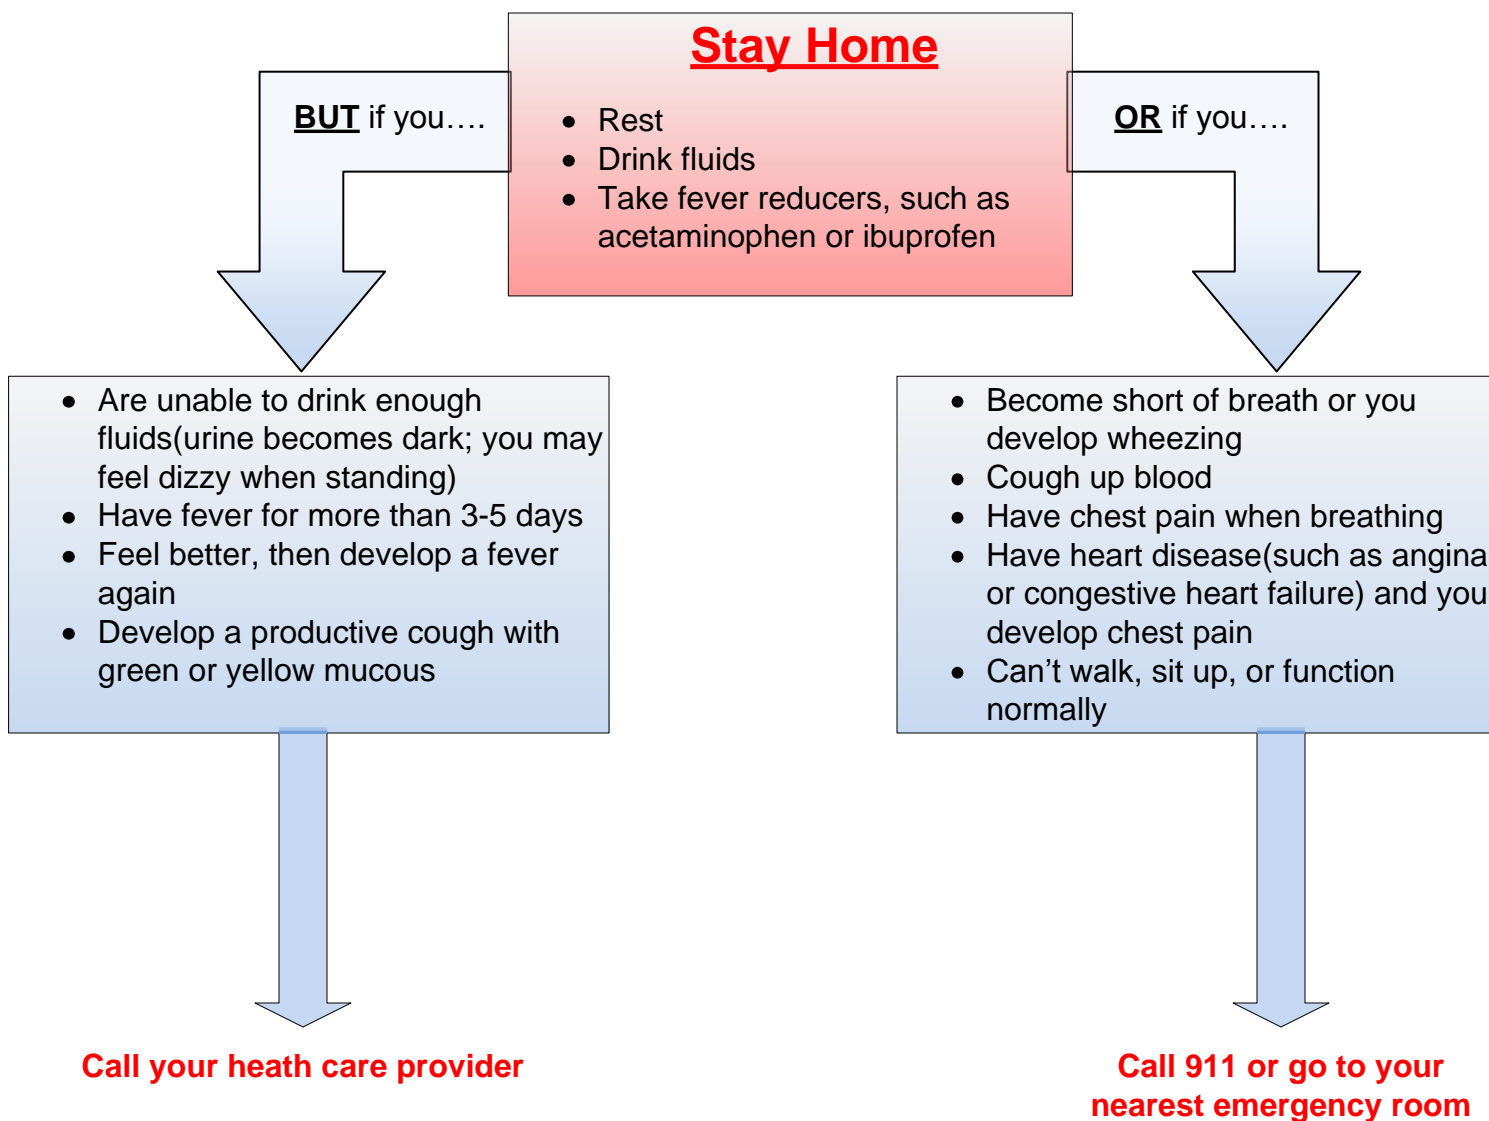 Stay Home
BUT if you….
• Rest
• Drink fluids
• Take fever reducers, such as
acetaminophen or ibuprofen
OR if you….
• Are unable to drink enough
fluids(urine becomes dark; you may
feel dizzy when standing)
• Have fever for more than 3-5 days
• Feel better, then develop a fever
again
• Develop a productive cough with
green or yellow mucous
• Become short of breath or you
develop wheezing
• Cough up blood
• Have chest pain when breathing
• Have heart disease(such as angina
or congestive heart failure) and you
develop chest pain
• Can’t walk, sit up, or function
normally
Call your heath care provider
Call 911 or go to your
nearest emergency room